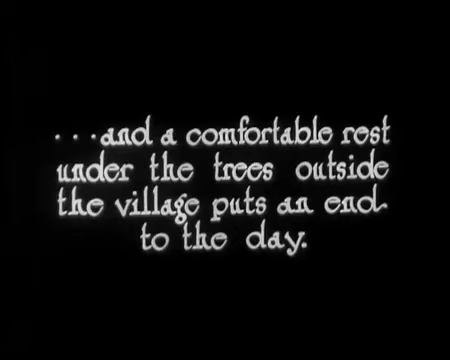 ...and a comfortable rest
under the trees outside
the village puts an end
to the day.